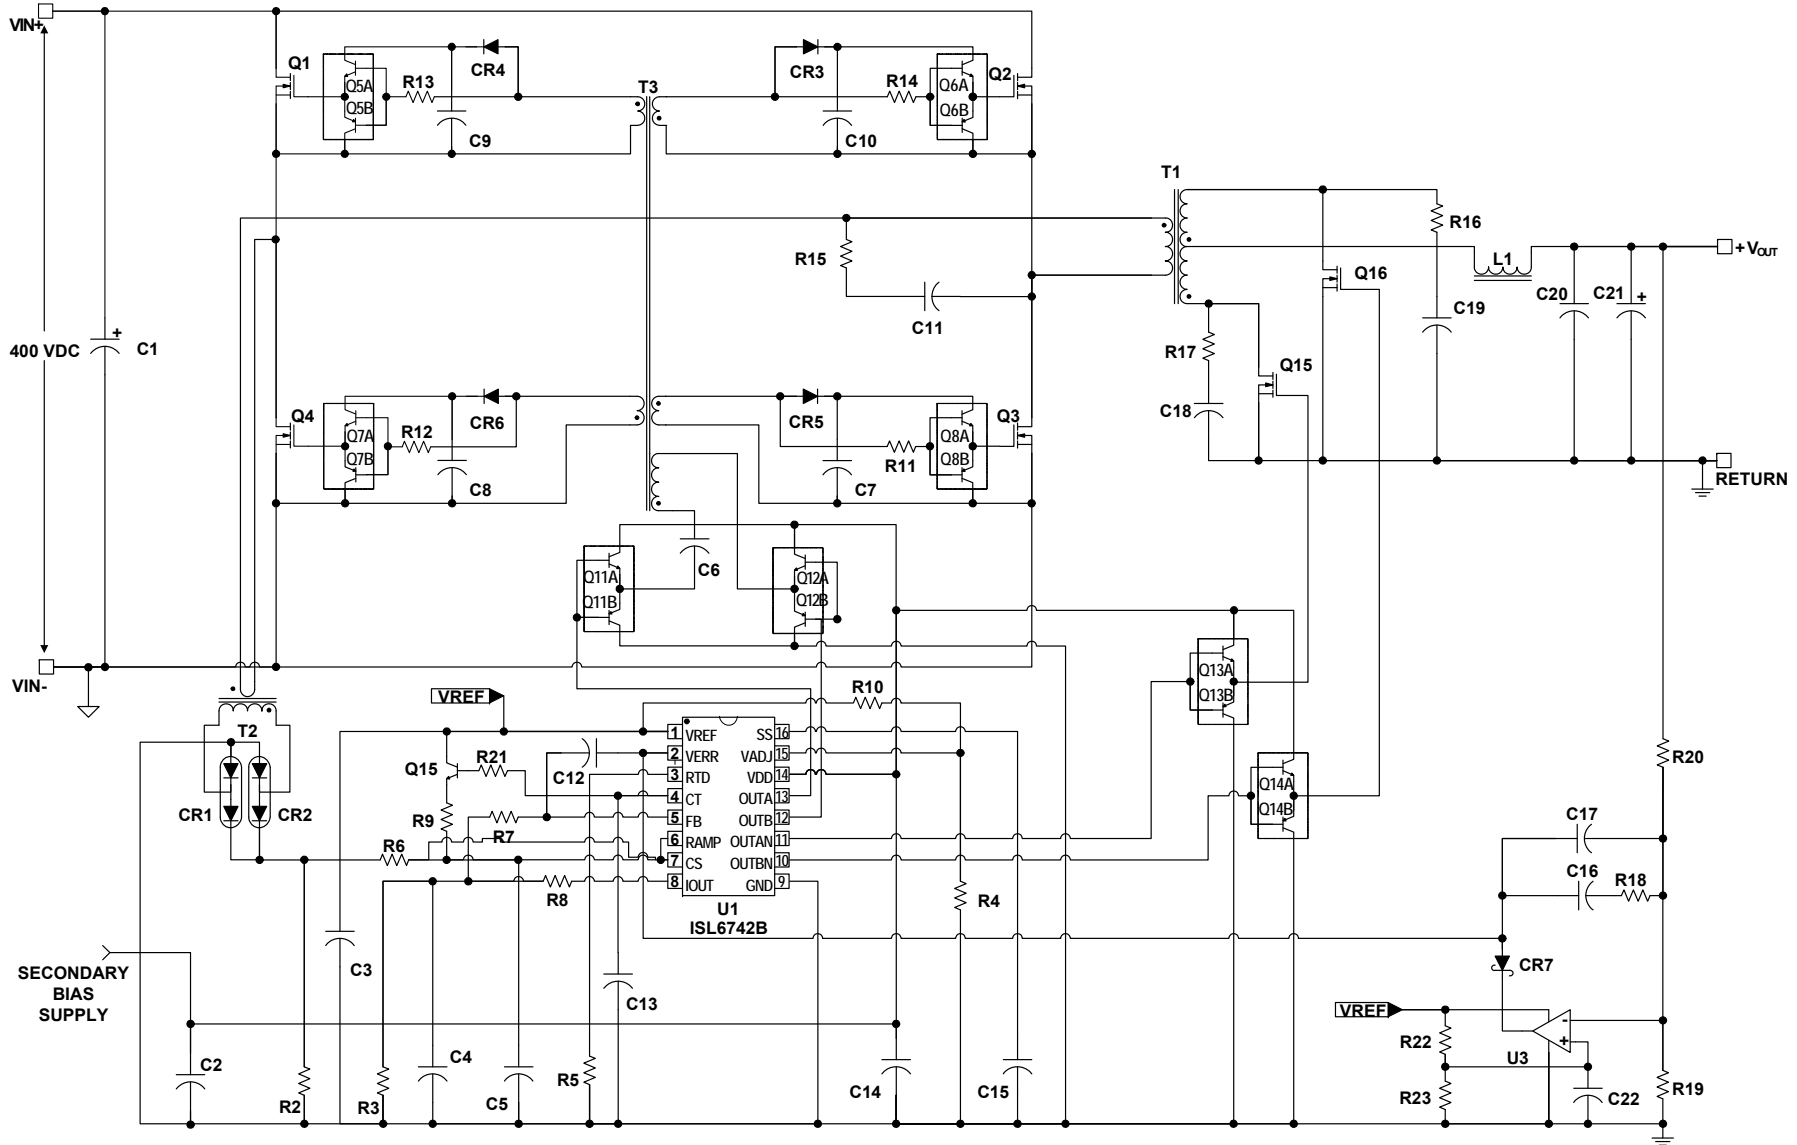 VIN+
Q1
Q5A
Q5B
R13
CR4
C9
T3
CR3
C10
R14
Q6A
Q6B
Q2
T1
R16
R15
C11
L1
+ VOUT
Q16
C19
C20
C21
+
400 VDC
+
C1
R17
Q15
C18
RETURN
Q4
Q7A
Q7B
R12
CR6
C8
CR5
C7
R11
Q8A
Q8B
Q3
Q11A
Q11B
C6
Q12A
Q12B
Q13A
Q13B
VIN-
T2
VREF
R10
1 VREF
2 VERR
3 RTD
4 CT
5 FB
6 RAMP
7 CS
8 IOUT
SS 16
VADJ 15
VDD 14
OUTA 13
OUTB 12
OUTAN 11
OUTBN 10
GND 9
U1
ISL6742B
Q15
R21
C12
R9
R7
CR1
CR2
R6
R8
R4
Q14A
Q14B
R20
C17
C16
R18
CR7
SECONDARY
BIAS
SUPPLY
C3
C13
VREF
R22
-
+
U3
C2
R2
R3
C4
C5
R5
C14
C15
R23
C22
R19